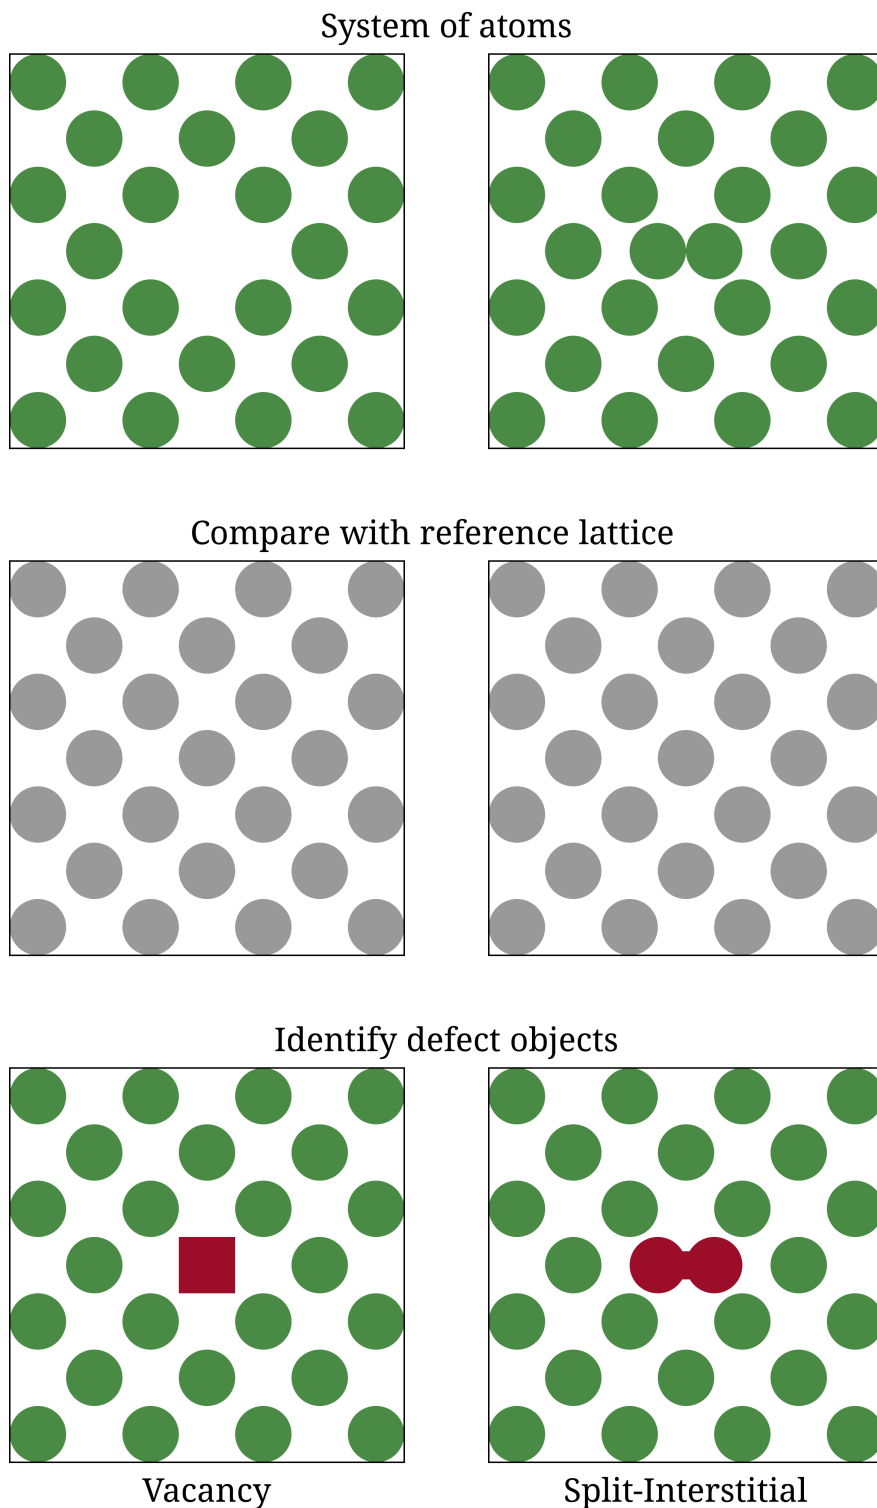 System of atoms
Compare with reference lattice
Identify defect objects
Vacancy
Split-Interstitial